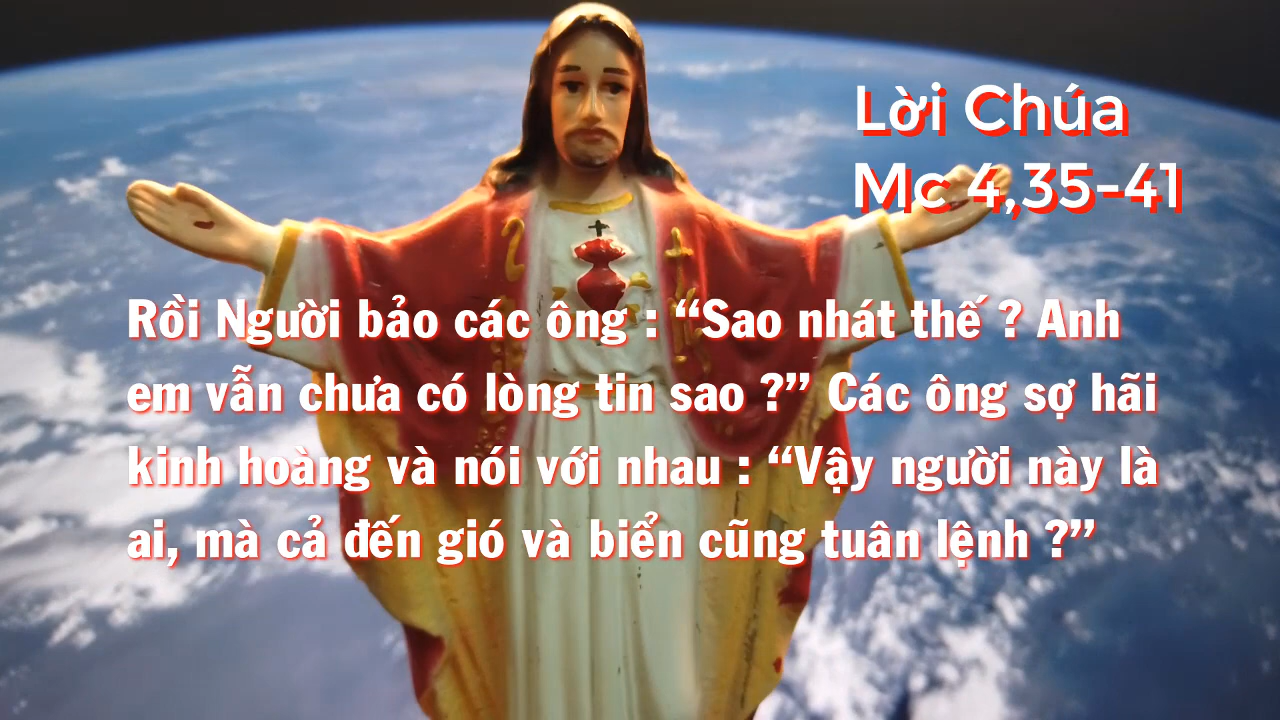 Lời Chúa
Mc 4,35-41
Rồi Người bảo các ông : “Sao nhát thế ? Anh
em vẫn chưa có lòng tin sao ?” Các ông sợ hãi
kinh hoàng và nói với nhau : “Vậy người này là
ai, mà cả đến gió và biển cũng tuân lệnh ?”